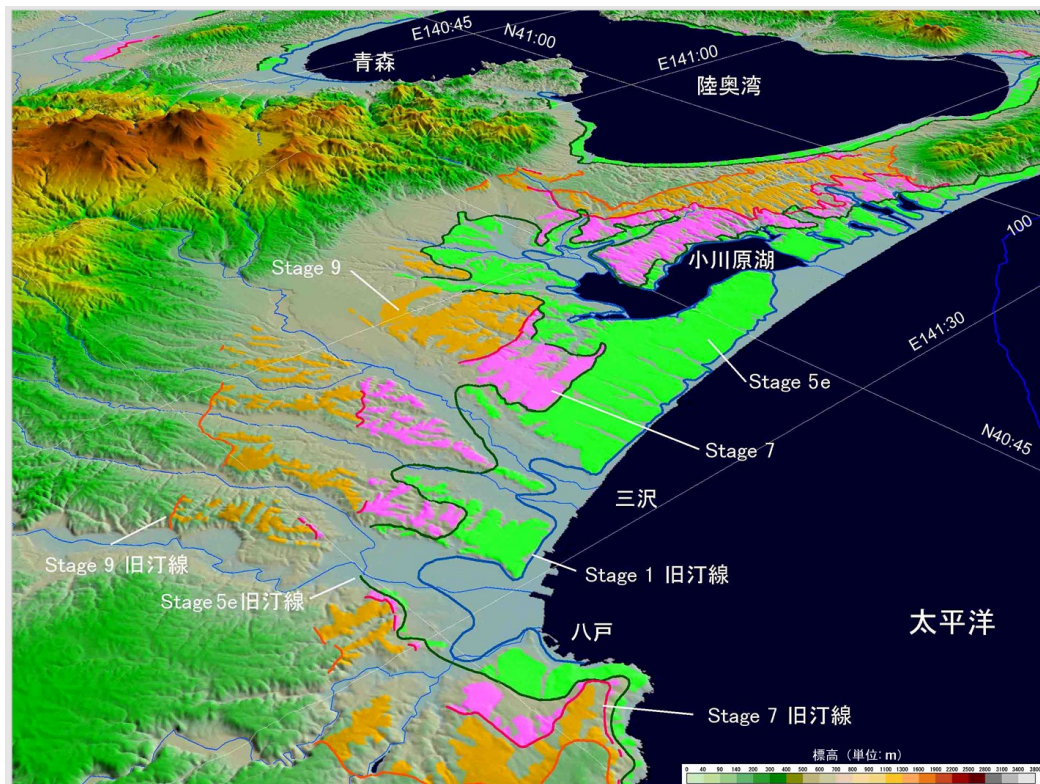 E140:45
N41:00
青森
E141:00
陸奥湾
100
小川原湖
Stage 9
E141:30
Stage 5e
N40:45
Stage 7
三沢
Stage 9 旧汀線
Stage 1 旧汀線
Stage 5e 旧汀線
八戸
太平洋
Stage 7 旧汀線
標高 (単位: m)